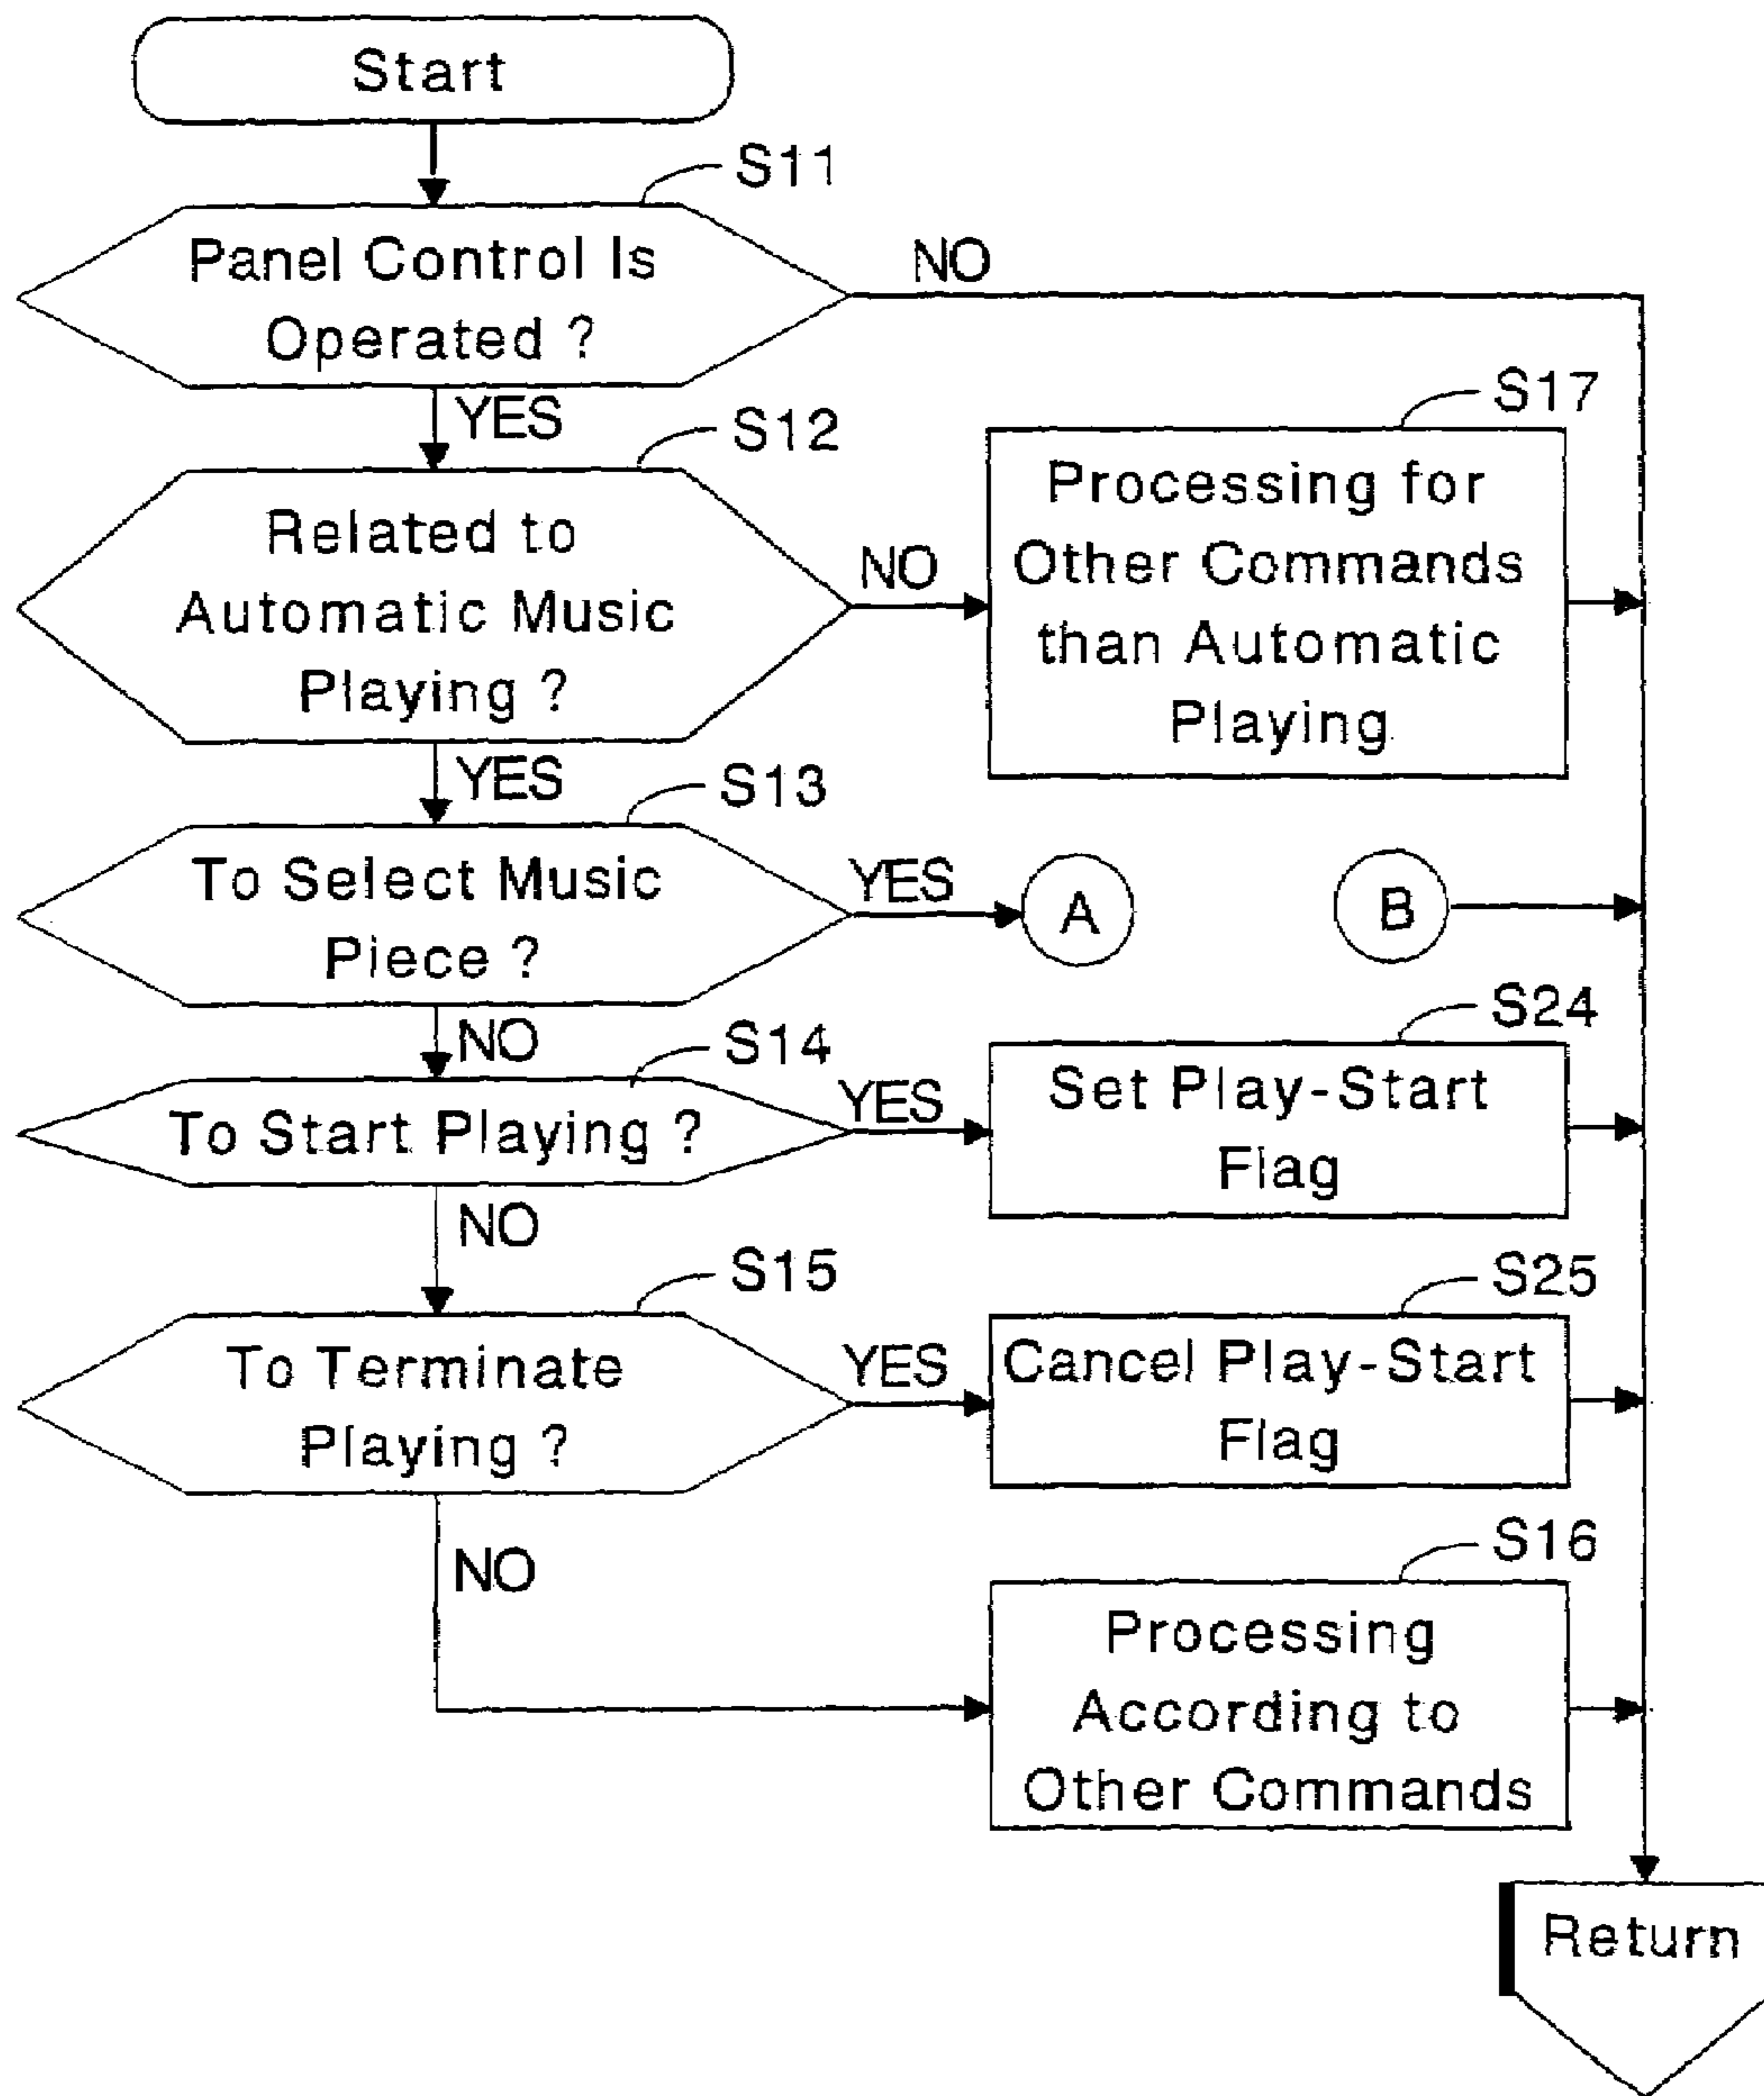 Start
S11
Panel Control Is
Operated ?
NO
YES
S12
Related to
Automatic Music
Playing ?
NO
S17
Processing for
Other Commands
than Automatic
Playing
YES
S13
To Select Music
Piece ?
YES
A
B
NO
S14
To Start Playing ?
YES
S24
Set Play-Start
Flag
NO
S15
To Terminate
Playing ?
YES
S25
Cancel Play-Start
Flag
NO
S16
Processing
According to
Other Commands
Return